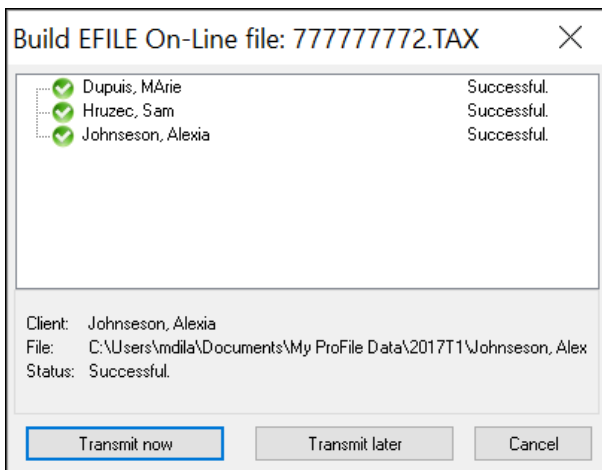 Build EFILE On-Line file: 777777772.TAX
Dupuis, MArie Successful.
Hruzec, Sam Successful.
Johnseson, Alexia Successful.
Client: Johnseson, Alexia
File: C:\Users\mdila\Documents\My ProFile Data\2017T1\Johnseson, Alex
Status: Successful.
Transmit now Transmit later Cancel